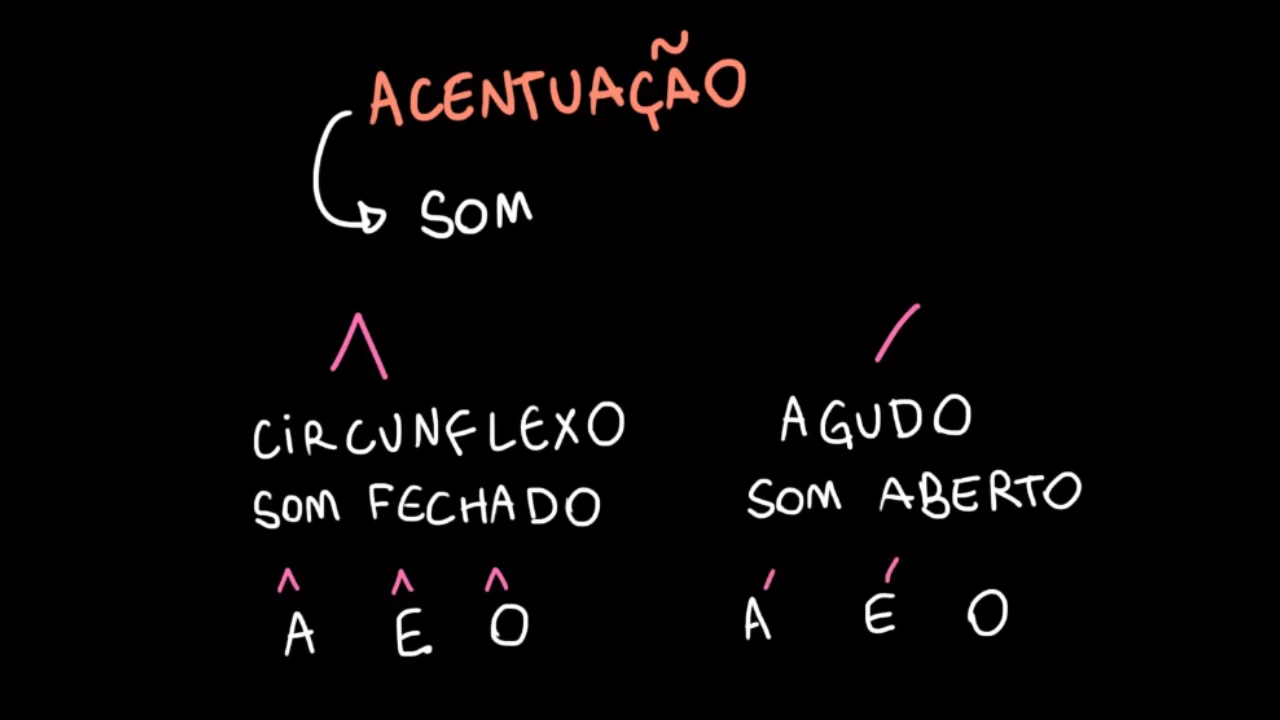 ACENTUAÇÃO
SOM
^ ´
CIRCUNFLEXO AGUDO
SOM FECHADO SOM ABERTO
Â Ê Ô Á É O